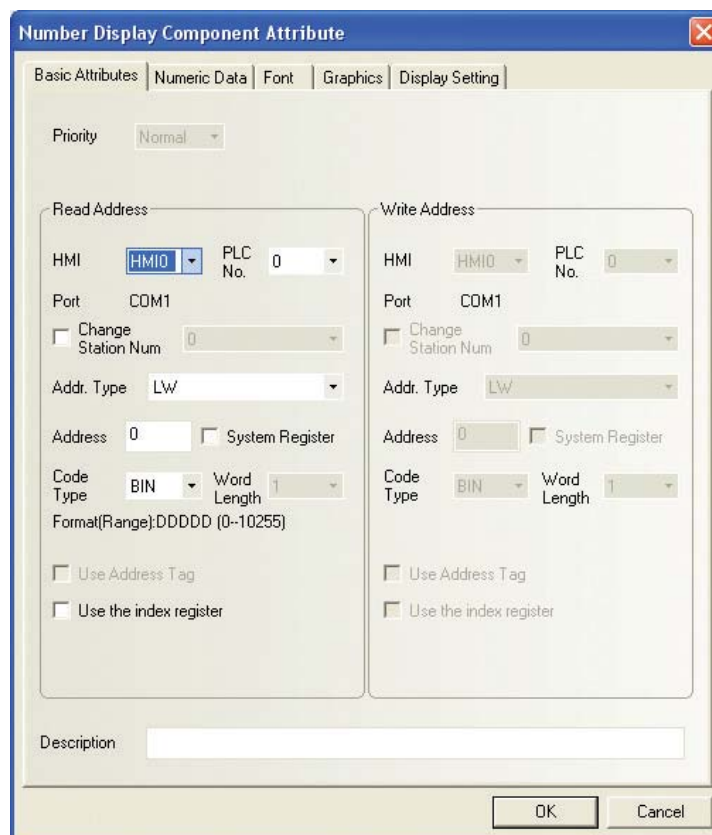 Number Display Component Attribute
Basic Attributes Numeric Data Font Graphics Display Setting
Priority Normal
Read Address
HMI HMI0 PLC No. 0
Port COM1
Change Station Num 0
Addr. Type LW
Address 0 System Register
Code Type BIN Word Length 1
Format(Range):DDDDD (0--10255)
Use Address Tag
Use the index register
Write Address
HMI HMI0 PLC No. 0
Port COM1
Change Station Num 0
Addr. Type LW
Address 0 System Register
Code Type BIN Word Length 1
Use Address Tag
Use the index register
Description
OK Cancel